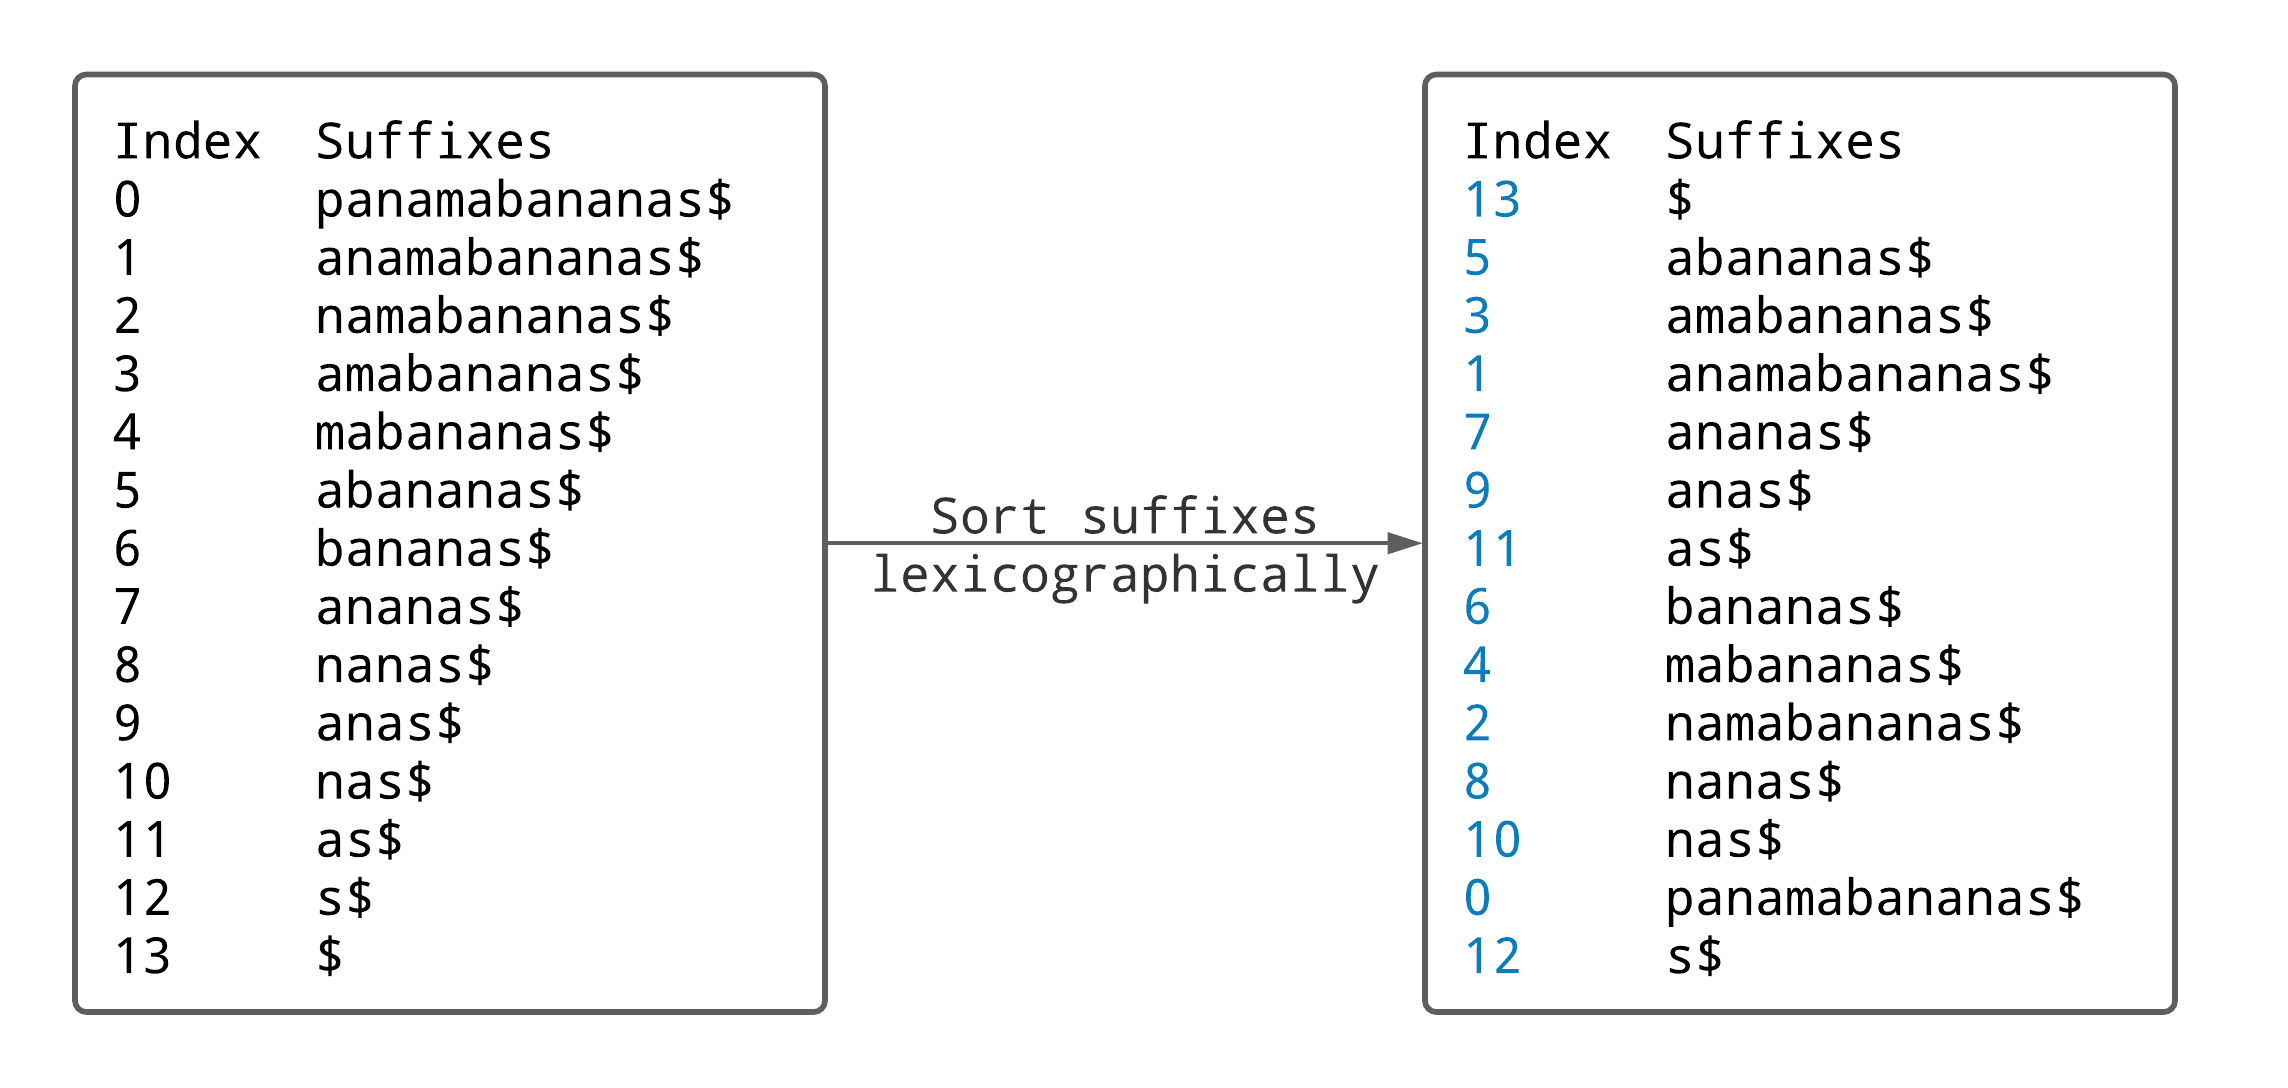 Index Suffixes
0 panamabananas$
1 anamabananas$
2 namabananas$
3 amabananas$
4 mabananas$
5 abananas$
6 bananas$
7 ananas$
8 nanas$
9 anas$
10 nas$
11 as$
12 s$
13 $
Sort suffixes
lexicographically
Index Suffixes
13 $
5 abananas$
3 amabananas$
1 anamabananas$
7 ananas$
9 anas$
11 as$
6 bananas$
4 mabananas$
2 namabananas$
8 nanas$
10 nas$
0 panamabananas$
12 s$